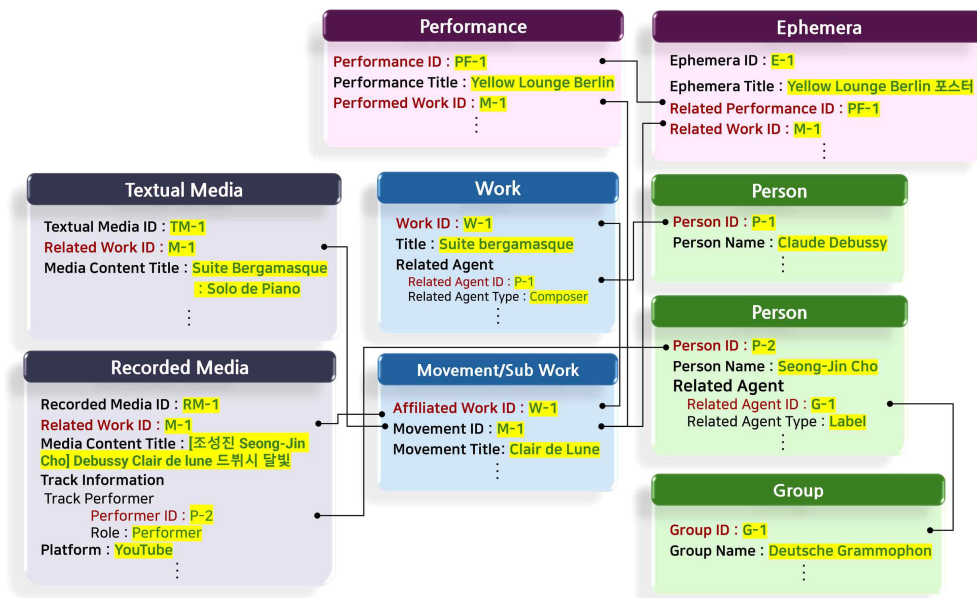 Performance
Performance ID : PF-1
Performance Title : Yellow Lounge Berlin
Performed Work ID : M-1
⋮
Ephemera
Ephemera ID : E-1
Ephemera Title : Yellow Lounge Berlin 포스터
Related Performance ID : PF-1
Related Work ID : M-1
⋮
Textual Media
Textual Media ID : TM-1
Related Work ID : M-1
Media Content Title : Suite Bergamasque
: Solo de Piano
⋮
Work
Work ID : W-1
Title : Suite bergamasque
Related Agent
Related Agent ID : P-1
Related Agent Type : Composer
⋮
Person
Person ID : P-1
Person Name : Claude Debussy
⋮
Recorded Media
Recorded Media ID : RM-1
Related Work ID : M-1
Media Content Title : [조성진 Seong-Jin
Cho] Debussy Clair de lune 드뷔시 달빛
Track Information
Track Performer
Performer ID : P-2
Role : Performer
Platform : YouTube
⋮
Movement/Sub Work
Affiliated Work ID : W-1
Movement ID : M-1
Movement Title: Clair de Lune
⋮
Person
Person ID : P-2
Person Name : Seong-Jin Cho
Related Agent
Related Agent ID : G-1
Related Agent Type : Label
⋮
Group
Group ID : G-1
Group Name : Deutsche Grammophon
⋮